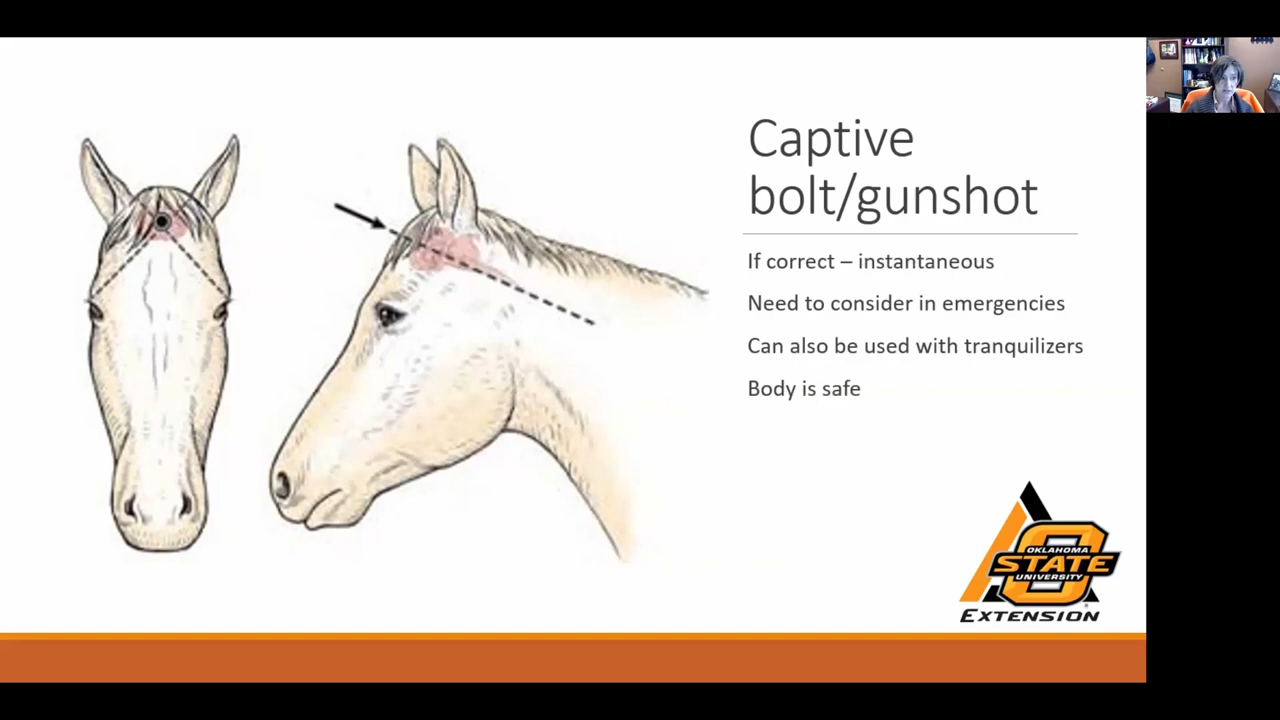 Captive
bolt/gunshot
If correct – instantaneous
Need to consider in emergencies
Can also be used with tranquilizers
Body is safe
OKLAHOMA
STATE
UNIVERSITY
EXTENSION